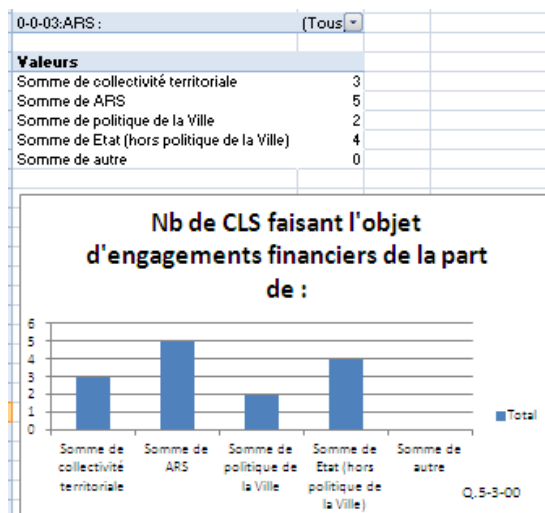 0-0-03:ARS : (Tous
Valeurs
Somme de collectivité territoriale 3
Somme de ARS 5
Somme de politique de la Ville 2
Somme de Etat (hors politique de la Ville) 4
Somme de autre 0
Nb de CLS faisant l'objet
d'engagements financiers de la part
de :
6
5
4
3
2
1
0
Total
Somme de collectivité territoriale
Somme de ARS
Somme de politique de la Ville
Somme de Etat (hors politique de la Ville)
Somme de autre
Q.5-3-00